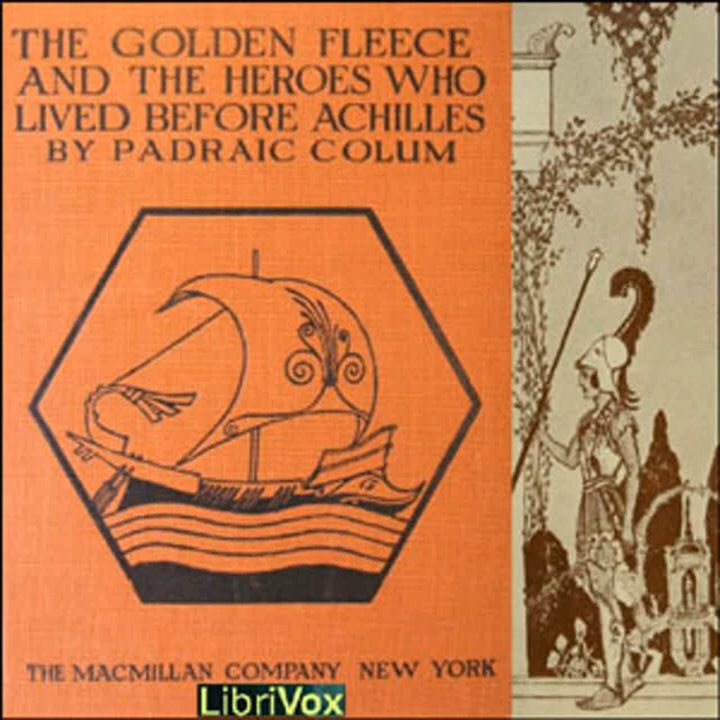 THE GOLDEN FLEECE
AND THE HEROES WHO
LIVED BEFORE ACHILLES
BY PADRAIC COLUM
THE MACMILLAN COMPANY NEW YORK
LibriVox